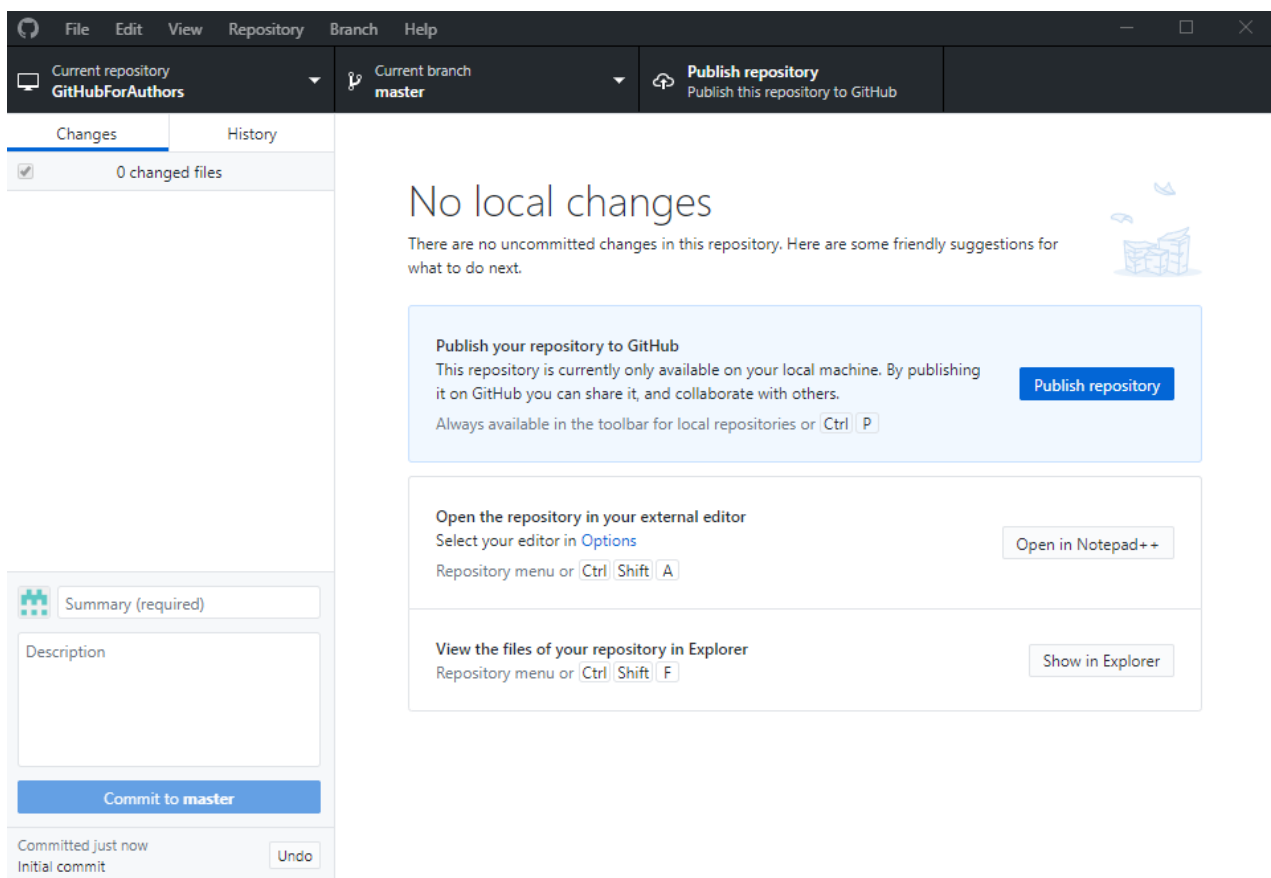 File Edit View Repository Branch Help
Current repository
GitHubForAuthors
Current branch
master
Publish repository
Publish this repository to GitHub
Changes History
0 changed files
No local changes
There are no uncommitted changes in this repository. Here are some friendly suggestions for
what to do next.
Publish your repository to GitHub
This repository is currently only available on your local machine. By publishing
it on GitHub you can share it, and collaborate with others.
Always available in the toolbar for local repositories or Ctrl P
Publish repository
Open the repository in your external editor
Select your editor in Options
Repository menu or Ctrl Shift A
Open in Notepad++
View the files of your repository in Explorer
Repository menu or Ctrl Shift F
Show in Explorer
Summary (required)
Description
Commit to master
Committed just now
Initial commit
Undo